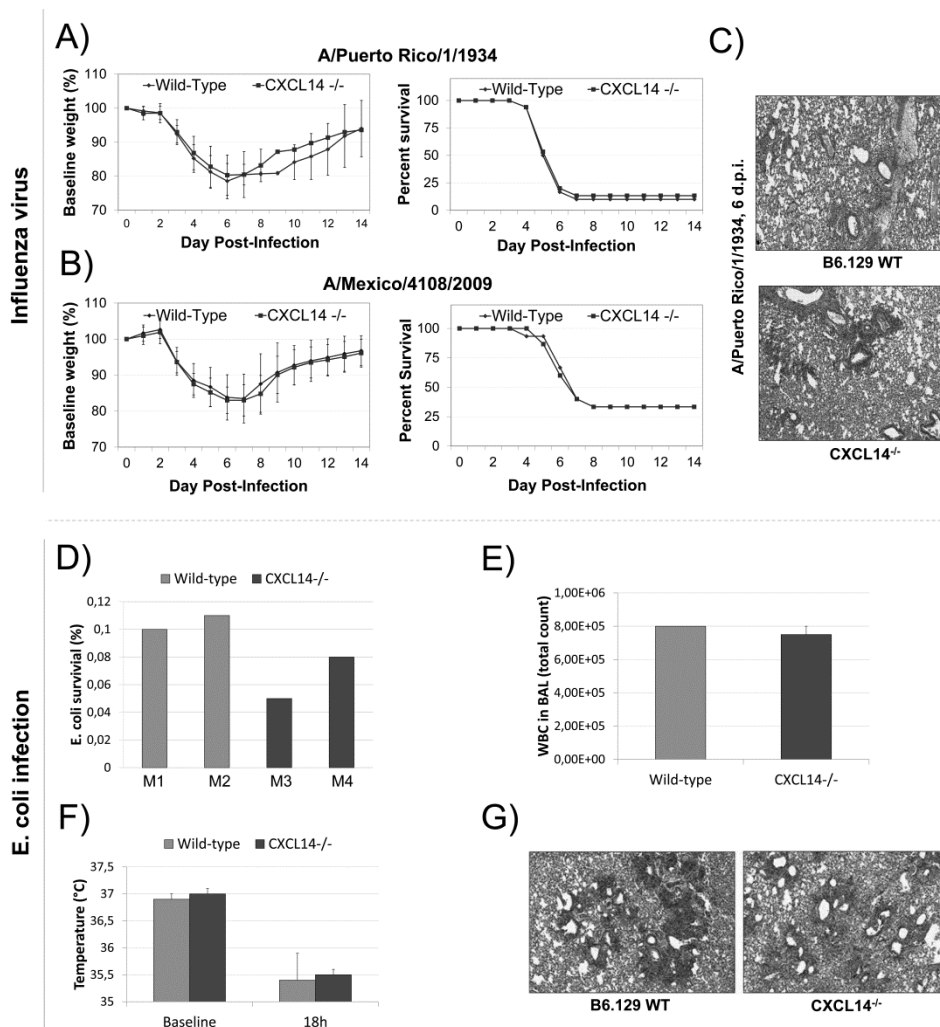 Influenza virus
A)
A/Puerto Rico/1/1934
Baseline weight (%)
110
100
90
80
70
Wild-Type
CXCL14 -/-
0 2 4 6 8 10 12 14
Day Post-Infection
Percent survival
100
75
50
25
0
Wild-Type
CXCL14 -/-
0 2 4 6 8 10 12 14
Day Post-Infection
B)
A/Mexico/4108/2009
Baseline weight (%)
110
100
90
80
70
Wild-Type
CXCL14 -/-
0 2 4 6 8 10 12 14
Day Post-Infection
Percent Survival
100
75
50
25
0
Wild-Type
CXCL14 -/-
0 2 4 6 8 10 12 14
Day Post-Infection
C)
A/Puerto Rico/1/1934, 6 d.p.i.
B6.129 WT
CXCL14-/-
E. coli infection
D)
Wild-type
CXCL14-/-
E. coli survivial (%)
0,12
0,1
0,08
0,06
0,04
0,02
0
M1 M2 M3 M4
E)
WBC in BAL (total count)
1,00E+06
8,00E+05
6,00E+05
4,00E+05
2,00E+05
0,00E+00
Wild-type CXCL14-/-
F)
Wild-type
CXCL14-/-
Temperature (°C)
37,5
37
36,5
36
35,5
35
Baseline 18h
G)
B6.129 WT
CXCL14-/-